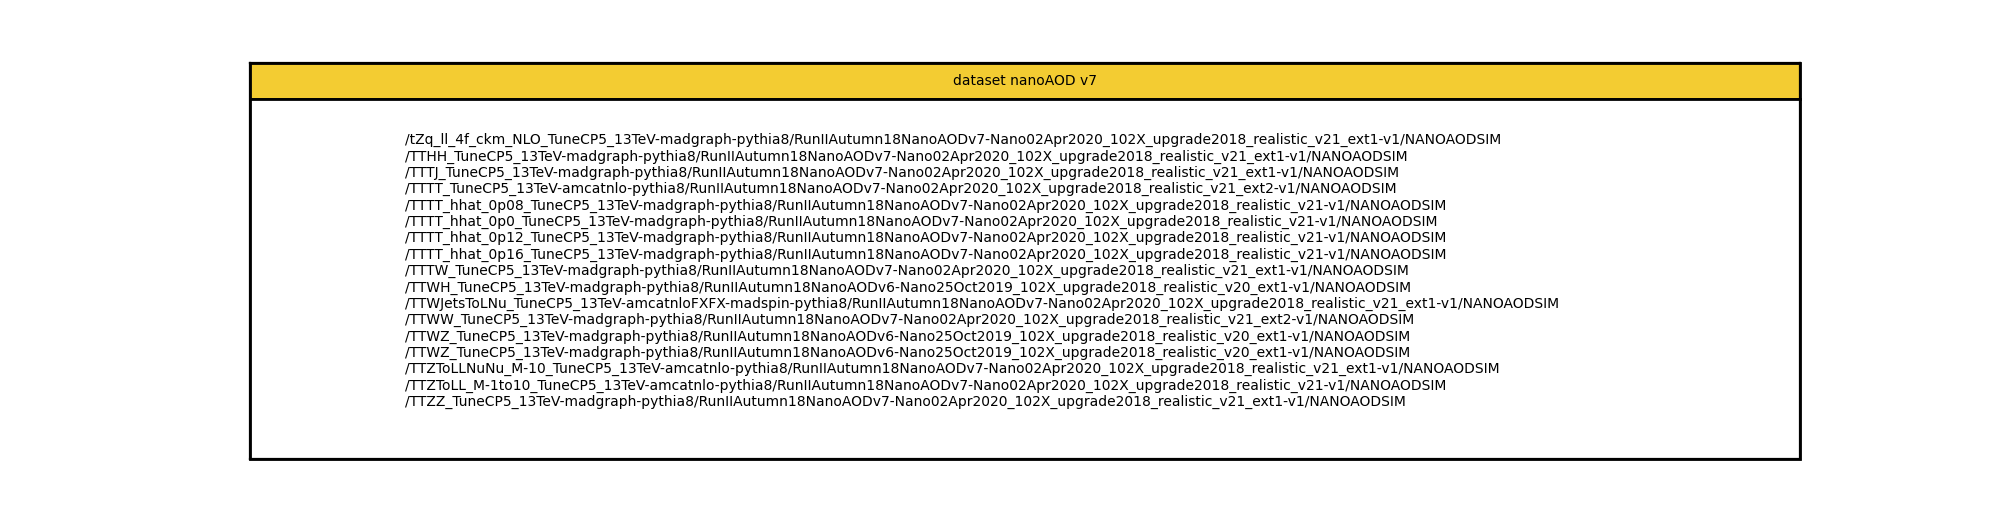 dataset nanoAOD v7
/tZq_ll_4f_ckm_NLO_TuneCP5_13TeV-madgraph-pythia8/RunIIAutumn18NanoAODv7-Nano02Apr2020_102X_upgrade2018_realistic_v21_ext1-v1/NANOAODSIM
/TTHH_TuneCP5_13TeV-madgraph-pythia8/RunIIAutumn18NanoAODv7-Nano02Apr2020_102X_upgrade2018_realistic_v21_ext1-v1/NANOAODSIM
/TTTJ_TuneCP5_13TeV-madgraph-pythia8/RunIIAutumn18NanoAODv7-Nano02Apr2020_102X_upgrade2018_realistic_v21_ext1-v1/NANOAODSIM
/TTTT_TuneCP5_13TeV-amcatnlo-pythia8/RunIIAutumn18NanoAODv7-Nano02Apr2020_102X_upgrade2018_realistic_v21_ext2-v1/NANOAODSIM
/TTTT_hhat_0p08_TuneCP5_13TeV-madgraph-pythia8/RunIIAutumn18NanoAODv7-Nano02Apr2020_102X_upgrade2018_realistic_v21-v1/NANOAODSIM
/TTTT_hhat_0p0_TuneCP5_13TeV-madgraph-pythia8/RunIIAutumn18NanoAODv7-Nano02Apr2020_102X_upgrade2018_realistic_v21-v1/NANOAODSIM
/TTTT_hhat_0p12_TuneCP5_13TeV-madgraph-pythia8/RunIIAutumn18NanoAODv7-Nano02Apr2020_102X_upgrade2018_realistic_v21-v1/NANOAODSIM
/TTTT_hhat_0p16_TuneCP5_13TeV-madgraph-pythia8/RunIIAutumn18NanoAODv7-Nano02Apr2020_102X_upgrade2018_realistic_v21-v1/NANOAODSIM
/TTTW_TuneCP5_13TeV-madgraph-pythia8/RunIIAutumn18NanoAODv7-Nano02Apr2020_102X_upgrade2018_realistic_v21_ext1-v1/NANOAODSIM
/TTWH_TuneCP5_13TeV-madgraph-pythia8/RunIIAutumn18NanoAODv6-Nano25Oct2019_102X_upgrade2018_realistic_v20_ext1-v1/NANOAODSIM
/TTWJetsToLNu_TuneCP5_13TeV-amcatnloFXFX-madspin-pythia8/RunIIAutumn18NanoAODv7-Nano02Apr2020_102X_upgrade2018_realistic_v21_ext1-v1/NANOAODSIM
/TTWW_TuneCP5_13TeV-madgraph-pythia8/RunIIAutumn18NanoAODv7-Nano02Apr2020_102X_upgrade2018_realistic_v21_ext2-v1/NANOAODSIM
/TTWZ_TuneCP5_13TeV-madgraph-pythia8/RunIIAutumn18NanoAODv6-Nano25Oct2019_102X_upgrade2018_realistic_v20_ext1-v1/NANOAODSIM
/TTWZ_TuneCP5_13TeV-madgraph-pythia8/RunIIAutumn18NanoAODv6-Nano25Oct2019_102X_upgrade2018_realistic_v20_ext1-v1/NANOAODSIM
/TTZToLLNuNu_M-10_TuneCP5_13TeV-amcatnlo-pythia8/RunIIAutumn18NanoAODv7-Nano02Apr2020_102X_upgrade2018_realistic_v21_ext1-v1/NANOAODSIM
/TTZToLL_M-1to10_TuneCP5_13TeV-amcatnlo-pythia8/RunIIAutumn18NanoAODv7-Nano02Apr2020_102X_upgrade2018_realistic_v21-v1/NANOAODSIM
/TTZZ_TuneCP5_13TeV-madgraph-pythia8/RunIIAutumn18NanoAODv7-Nano02Apr2020_102X_upgrade2018_realistic_v21_ext1-v1/NANOAODSIM